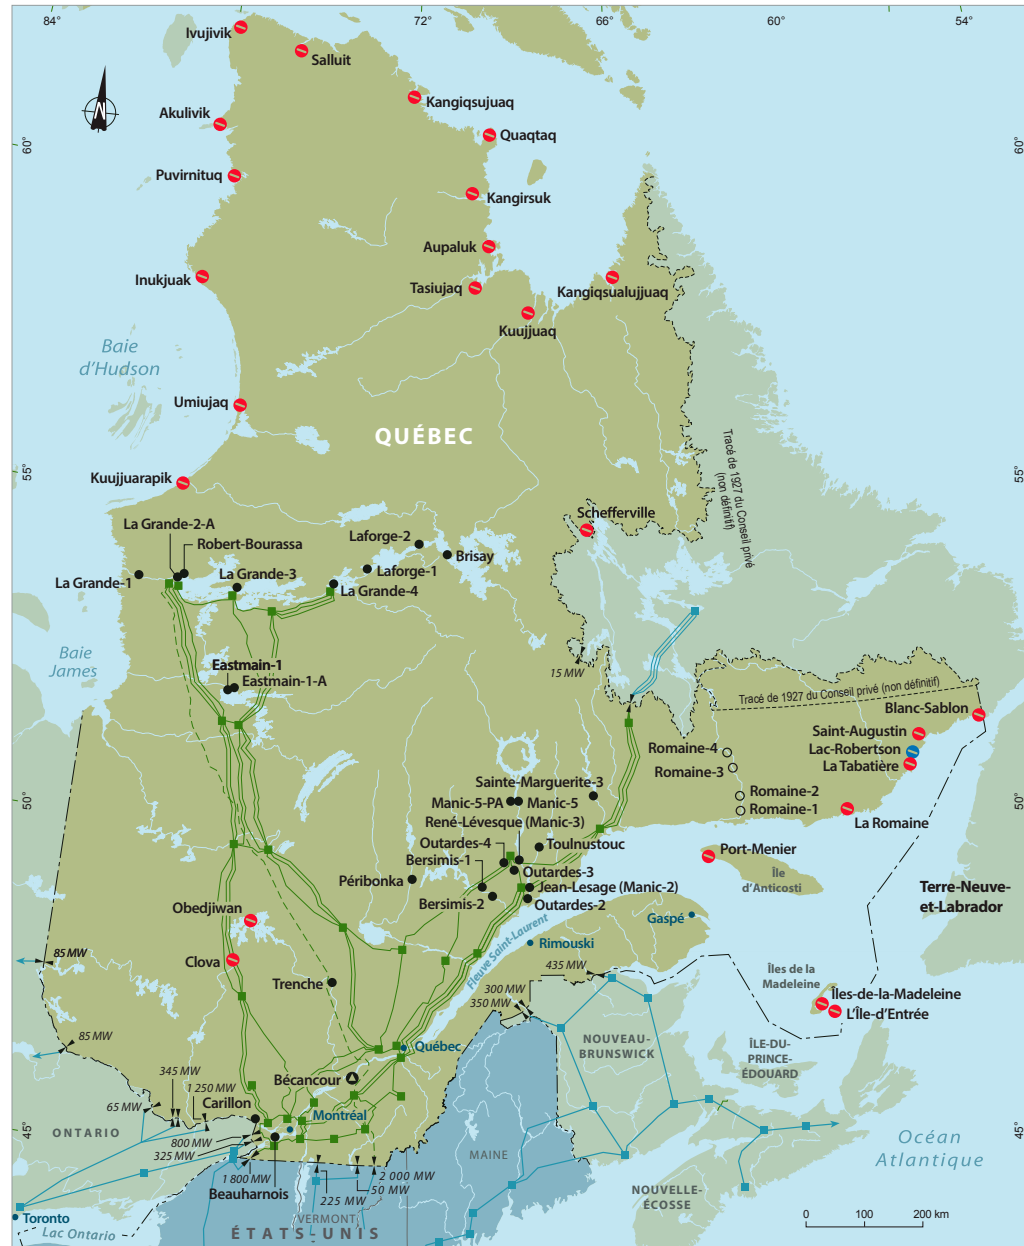 84°
72°
66°
60°
54°
Ivujivik
Salluit
N
Kangiqsujuaq
Akulivik
Quaqtaq
60°
60°
Puvirnituq
Kangirsuk
Aupaluk
Inukjuak
Tasiujaq
Kangiqsualujjuaq
Kuujjuaq
Baie
d'Hudson
Umiujaq
QUÉBEC
Tracé de 1927 du Conseil privé
(non définitif)
55°
55°
Kuujjuarapik
Schefferville
La Grande-2-A
Robert-Bourassa
Laforge-2
Brisay
La Grande-1
La Grande-3
Laforge-1
La Grande-4
Baie
James
15 MW
Eastmain-1
Eastmain-1-A
Tracé de 1927 du Conseil privé (non définitif)
Blanc-Sablon
Saint-Augustin
Lac-Robertson
La Tabatière
Romaine-4
Romaine-3
Sainte-Marguerite-3
Romaine-2
50°
50°
Manic-5-PA
Manic-5
Romaine-1
René-Lévesque (Manic-3)
La Romaine
Outardes-4
Toulnustouc
Bersimis-1
Port-Menier
Outardes-3
Île
d'Anticosti
Péribonka
Jean-Lesage (Manic-2)
Terre-Neuve-
et-Labrador
Bersimis-2
Outardes-2
Obedjiwan
Gaspé
Fleuve Saint-Laurent
Rimouski
85 MW
Clova
435 MW
Îles de la
Madeleine
Trenche
300 MW
350 MW
Îles-de-la-Madeleine
L'Île-d'Entrée
85 MW
Québec
NOUVEAU-
BRUNSWICK
ÎLE-DU-
PRINCE-
ÉDOUARD
345 MW
Bécancour
1 250 MW
65 MW
Carillon
Montréal
45°
45°
ONTARIO
800 MW
325 MW
MAINE
Océan
Atlantique
1 800 MW
2 000 MW
50 MW
Beauharnois
225 MW
NOUVELLE-
ÉCOSSE
Toronto
VERMONT
Lac Ontario
ÉTATS-UNIS
0
100
200 km